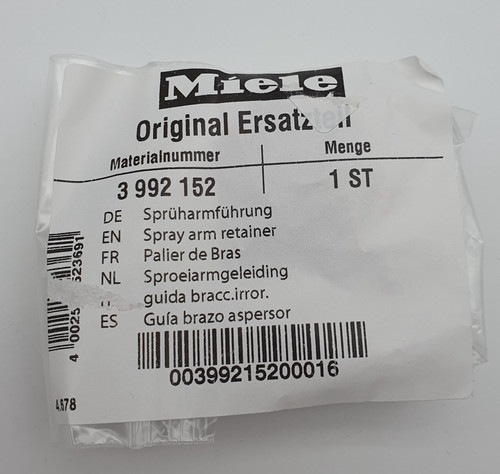 Miele
Original Ersatzteil
Materialnummer
Menge
3 992 152
1 ST
DE Sprüharmführung
EN Spray arm retainer
FR Palier de Bras
NL Sproeiarmgeleiding
guida bracc.irror.
ES Guía brazo aspersor
00399215200016